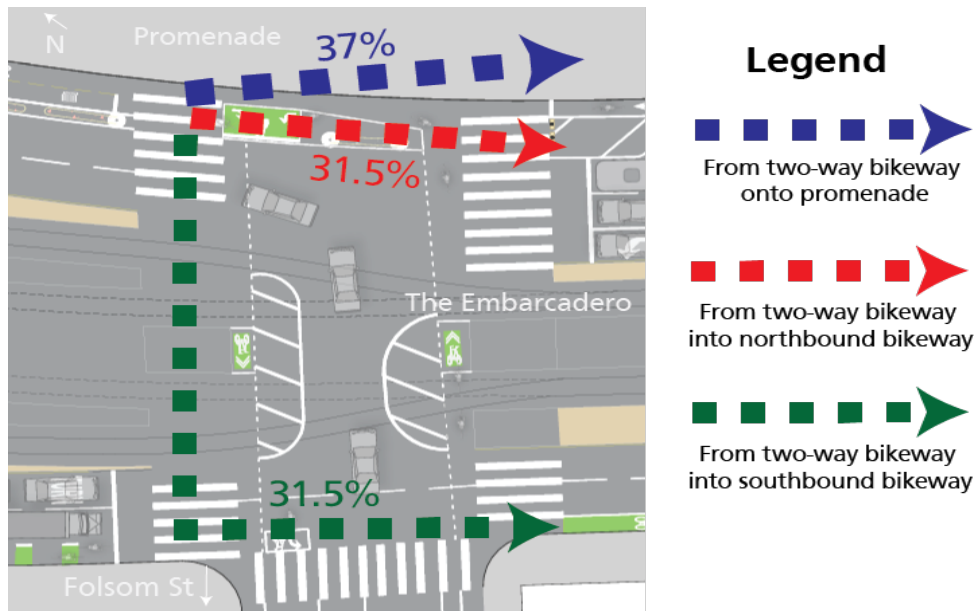 N
Promenade
37%
31.5%
The Embarcadero
31.5%
Folsom St
Legend
From two-way bikeway
onto promenade
From two-way bikeway
into northbound bikeway
From two-way bikeway
into southbound bikeway